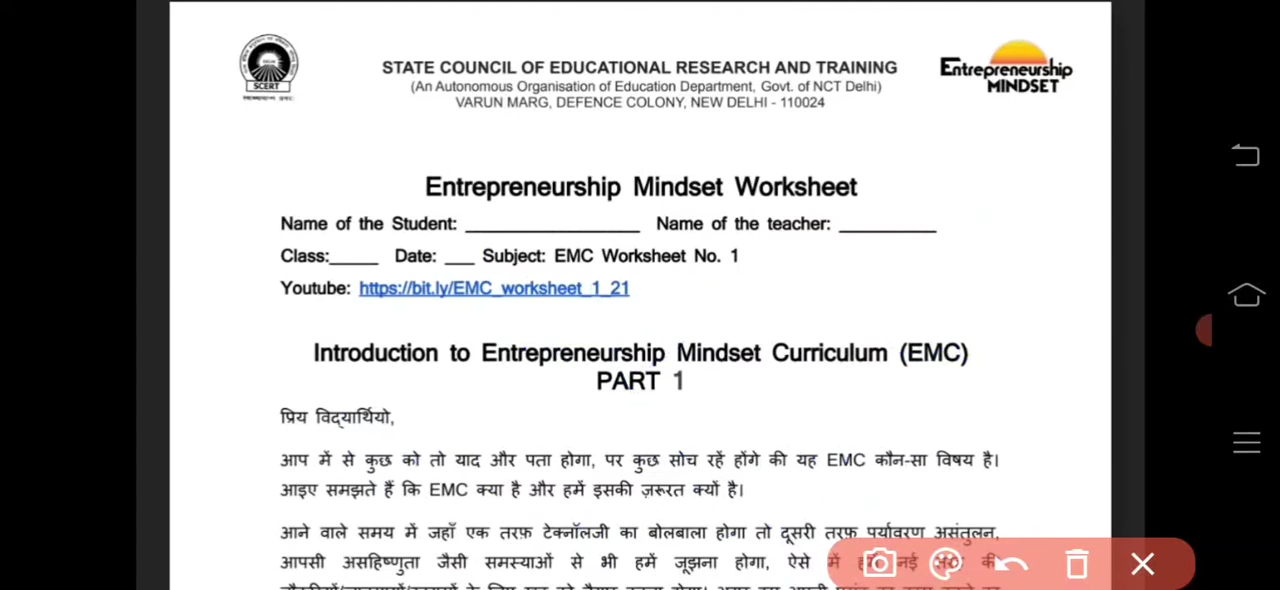 SCERT
STATE COUNCIL OF EDUCATIONAL RESEARCH AND TRAINING
(An Autonomous Organisation of Education Department, Govt. of NCT Delhi)
VARUN MARG, DEFENCE COLONY, NEW DELHI - 110024
Entrepreneurship
MINDSET
Entrepreneurship Mindset Worksheet
Name of the Student: __________________ Name of the teacher: __________
Class:_____ Date: ___ Subject: EMC Worksheet No. 1
Youtube: https://bit.ly/EMC_worksheet_1_21
Introduction to Entrepreneurship Mindset Curriculum (EMC)
PART 1
प्रिय विद्यार्थियो,
आप में से कुछ को तो याद और पता होगा, पर कुछ सोच रहें होंगे की यह EMC कौन-सा विषय है।
आइए समझते हैं कि EMC क्या है और हमें इसकी ज़रूरत क्यों है।
आने वाले समय में जहाँ एक तरफ़ टेक्नॉलजी का बोलबाला होगा तो दूसरी तरफ़ पर्यावरण असंतुलन,
आपसी असहिष्णुता जैसी समस्याओं से भी हमें जूझना होगा, ऐसे में नई की